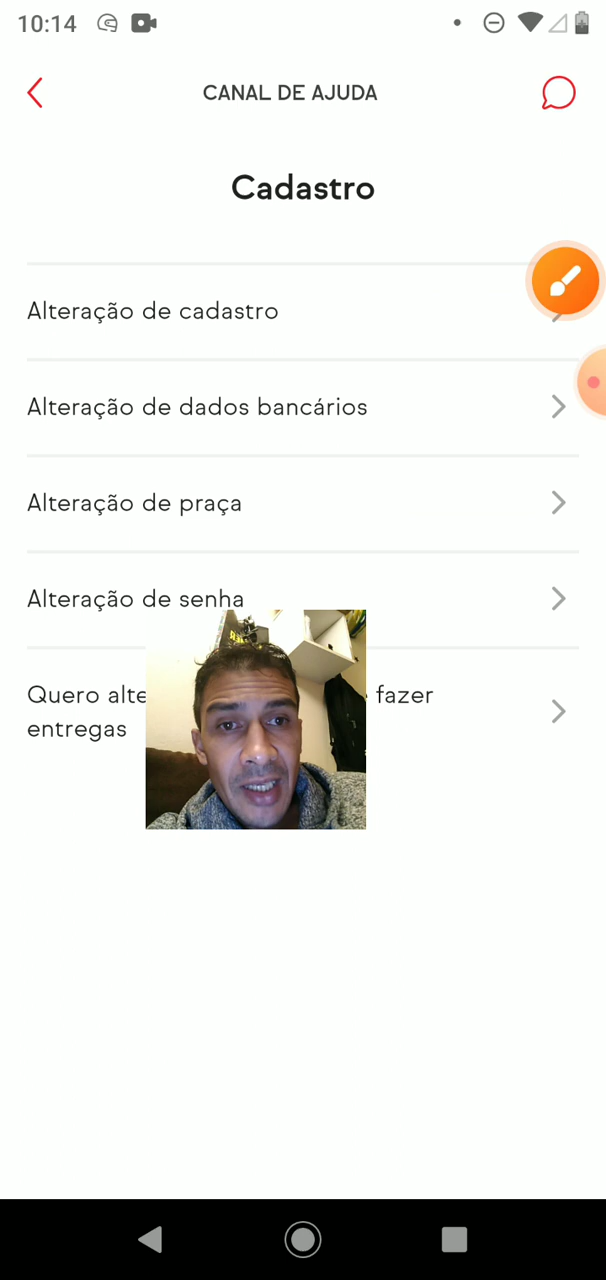 10:14
CANAL DE AJUDA
Cadastro
Alteração de cadastro
Alteração de dados bancários
Alteração de praça
Alteração de senha
Quero fazer
entregas